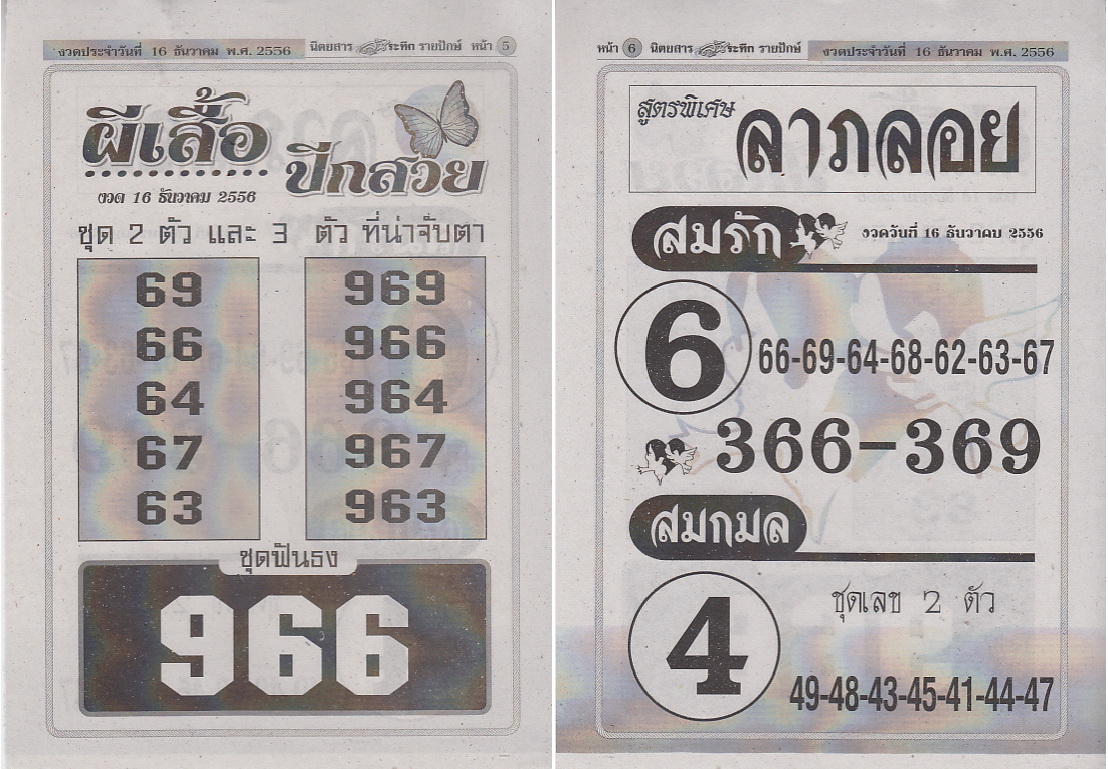 งวดประจำวันที่ 16 ธันวาคม พ.ศ. 2556 นิตยสาร ระทึก รายปักษ์ หน้า 5
ผีเสื้อ
ปีกสวย
งวด 16 ธันวาคม 2556
ชุด 2 ตัว และ 3 ตัว ที่น่าจับตา
69 969
66 966
64 964
67 967
63 963
ชุดฟันธง
966
หน้า 6 นิตยสาร ระทึก รายปักษ์ งวดประจำวันที่ 16 ธันวาคม พ.ศ. 2556
สูตรพิเศษ
ลาภลอย
สมรัก งวดวันที่ 16 ธันวาคม 2556
6 66-69-64-68-62-63-67
366-369
สมกมล
ชุดเลข 2 ตัว
4
49-48-43-45-41-44-47